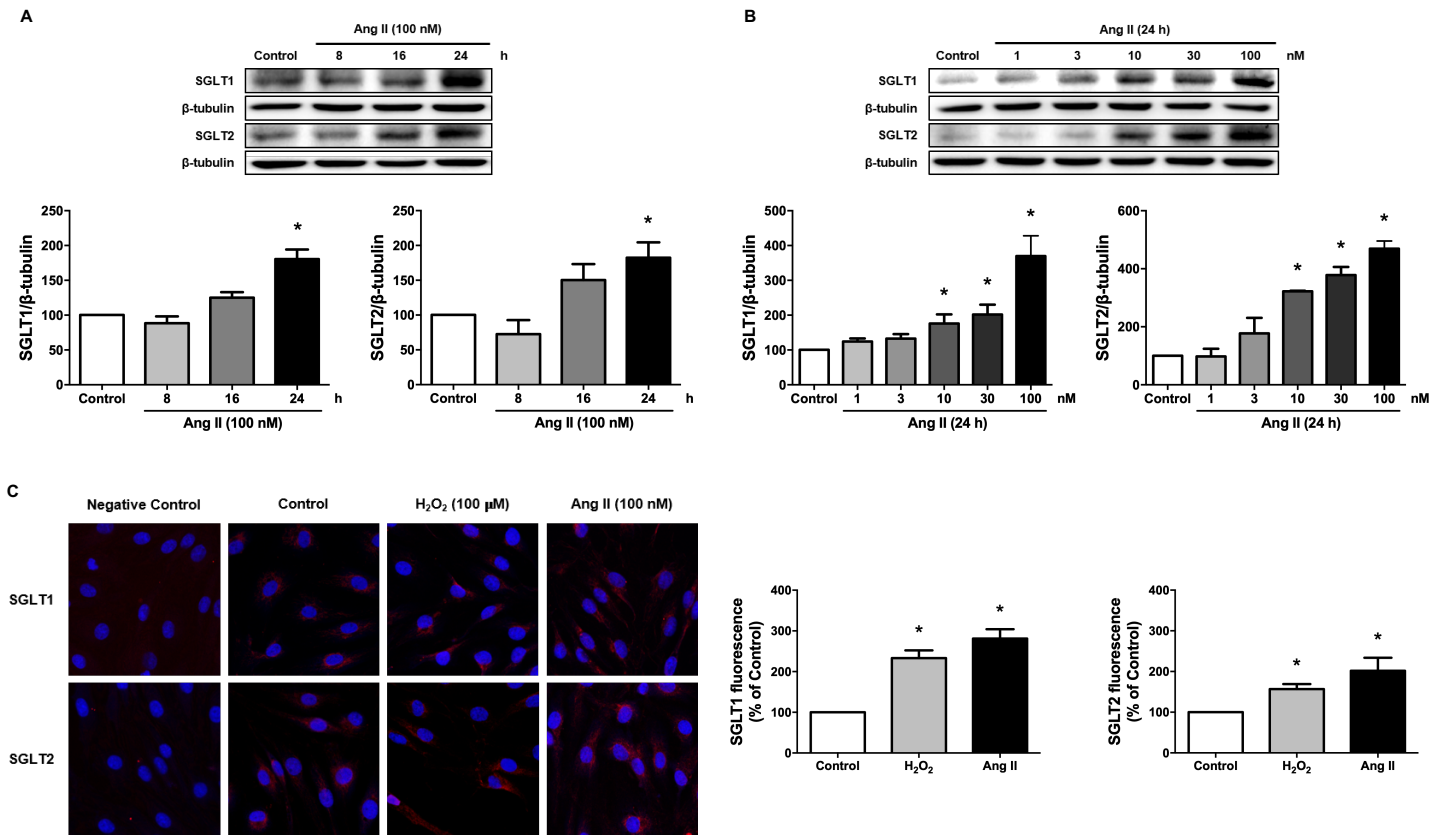 A
Ang II (100 nM)
Control 8 16 24 h
SGLT1
β-tubulin
SGLT2
β-tubulin
SGLT1/β-tubulin
250
200
150
100
50
0
*
Control 8 16 24 h
Ang II (100 nM)
SGLT2/β-tubulin
250
200
150
100
50
0
*
Control 8 16 24 h
Ang II (100 nM)
B
Ang II (24 h)
Control 1 3 10 30 100 nM
SGLT1
β-tubulin
SGLT2
β-tubulin
SGLT1/β-tubulin
500
400
300
200
100
0
* * *
Control 1 3 10 30 100 nM
Ang II (24 h)
SGLT2/β-tubulin
600
400
200
0
* * *
Control 1 3 10 30 100 nM
Ang II (24 h)
C
Negative Control Control H₂O₂ (100 μM) Ang II (100 nM)
SGLT1
SGLT2
SGLT1 fluorescence
(% of Control)
400
300
200
100
0
* *
Control H₂O₂ Ang II
SGLT2 fluorescence
(% of Control)
400
300
200
100
0
* *
Control H₂O₂ Ang II